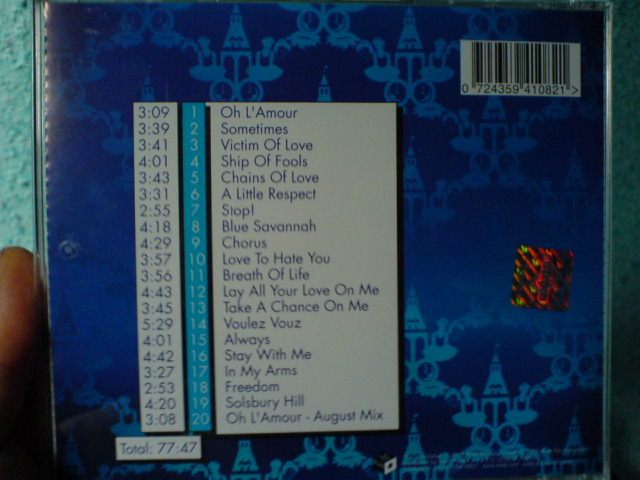 0 724359 410821 >
3:09 1 Oh L'Amour
3:39 2 Sometimes
3:41 3 Victim Of Love
4:01 4 Ship Of Fools
3:43 5 Chains Of Love
3:31 6 A Little Respect
2:55 7 Stop!
4:18 8 Blue Savannah
4:29 9 Chorus
3:57 10 Love To Hate You
3:56 11 Breath Of Life
4:43 12 Lay All Your Love On Me
3:45 13 Take A Chance On Me
5:29 14 Voulez Vouz
4:01 15 Always
4:42 16 Stay With Me
3:27 17 In My Arms
2:53 18 Freedom
4:20 19 Solsbury Hill
3:08 20 Oh L'Amour - August Mix
Total: 77:47